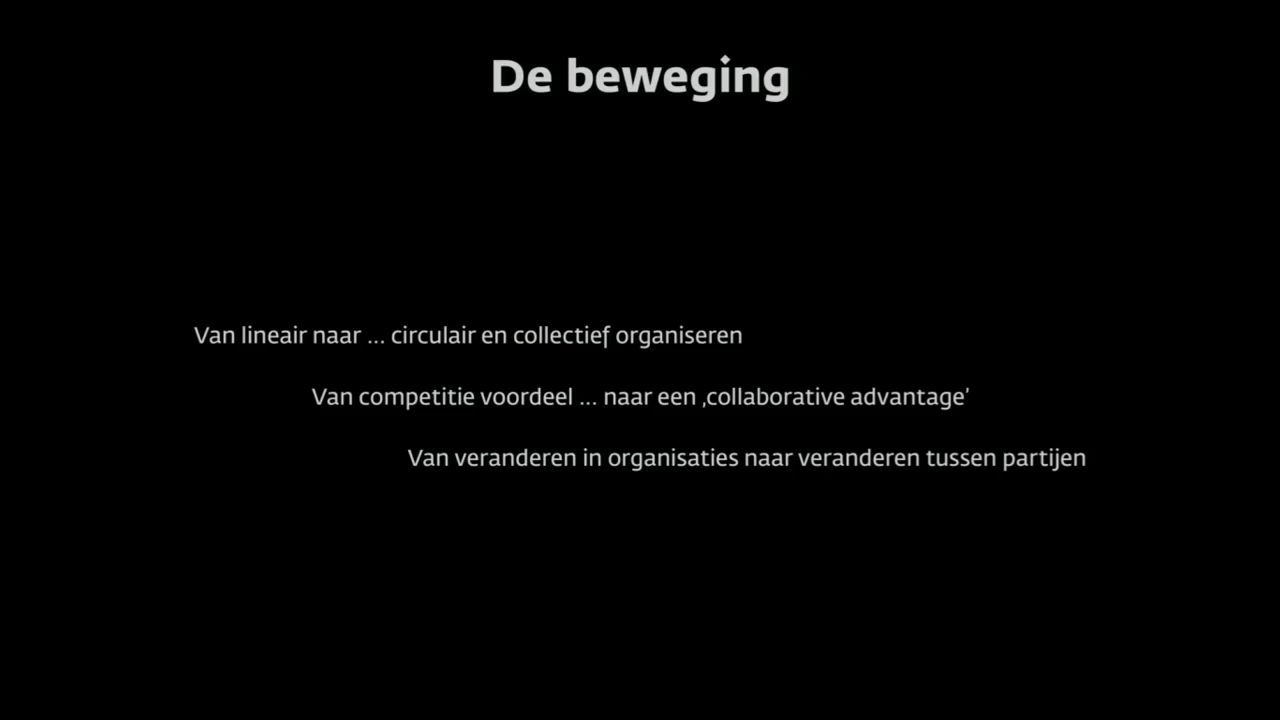 De beweging
Van lineair naar ... circulair en collectief organiseren
Van competitie voordeel ... naar een ‚collaborative advantage’
Van veranderen in organisaties naar veranderen tussen partijen